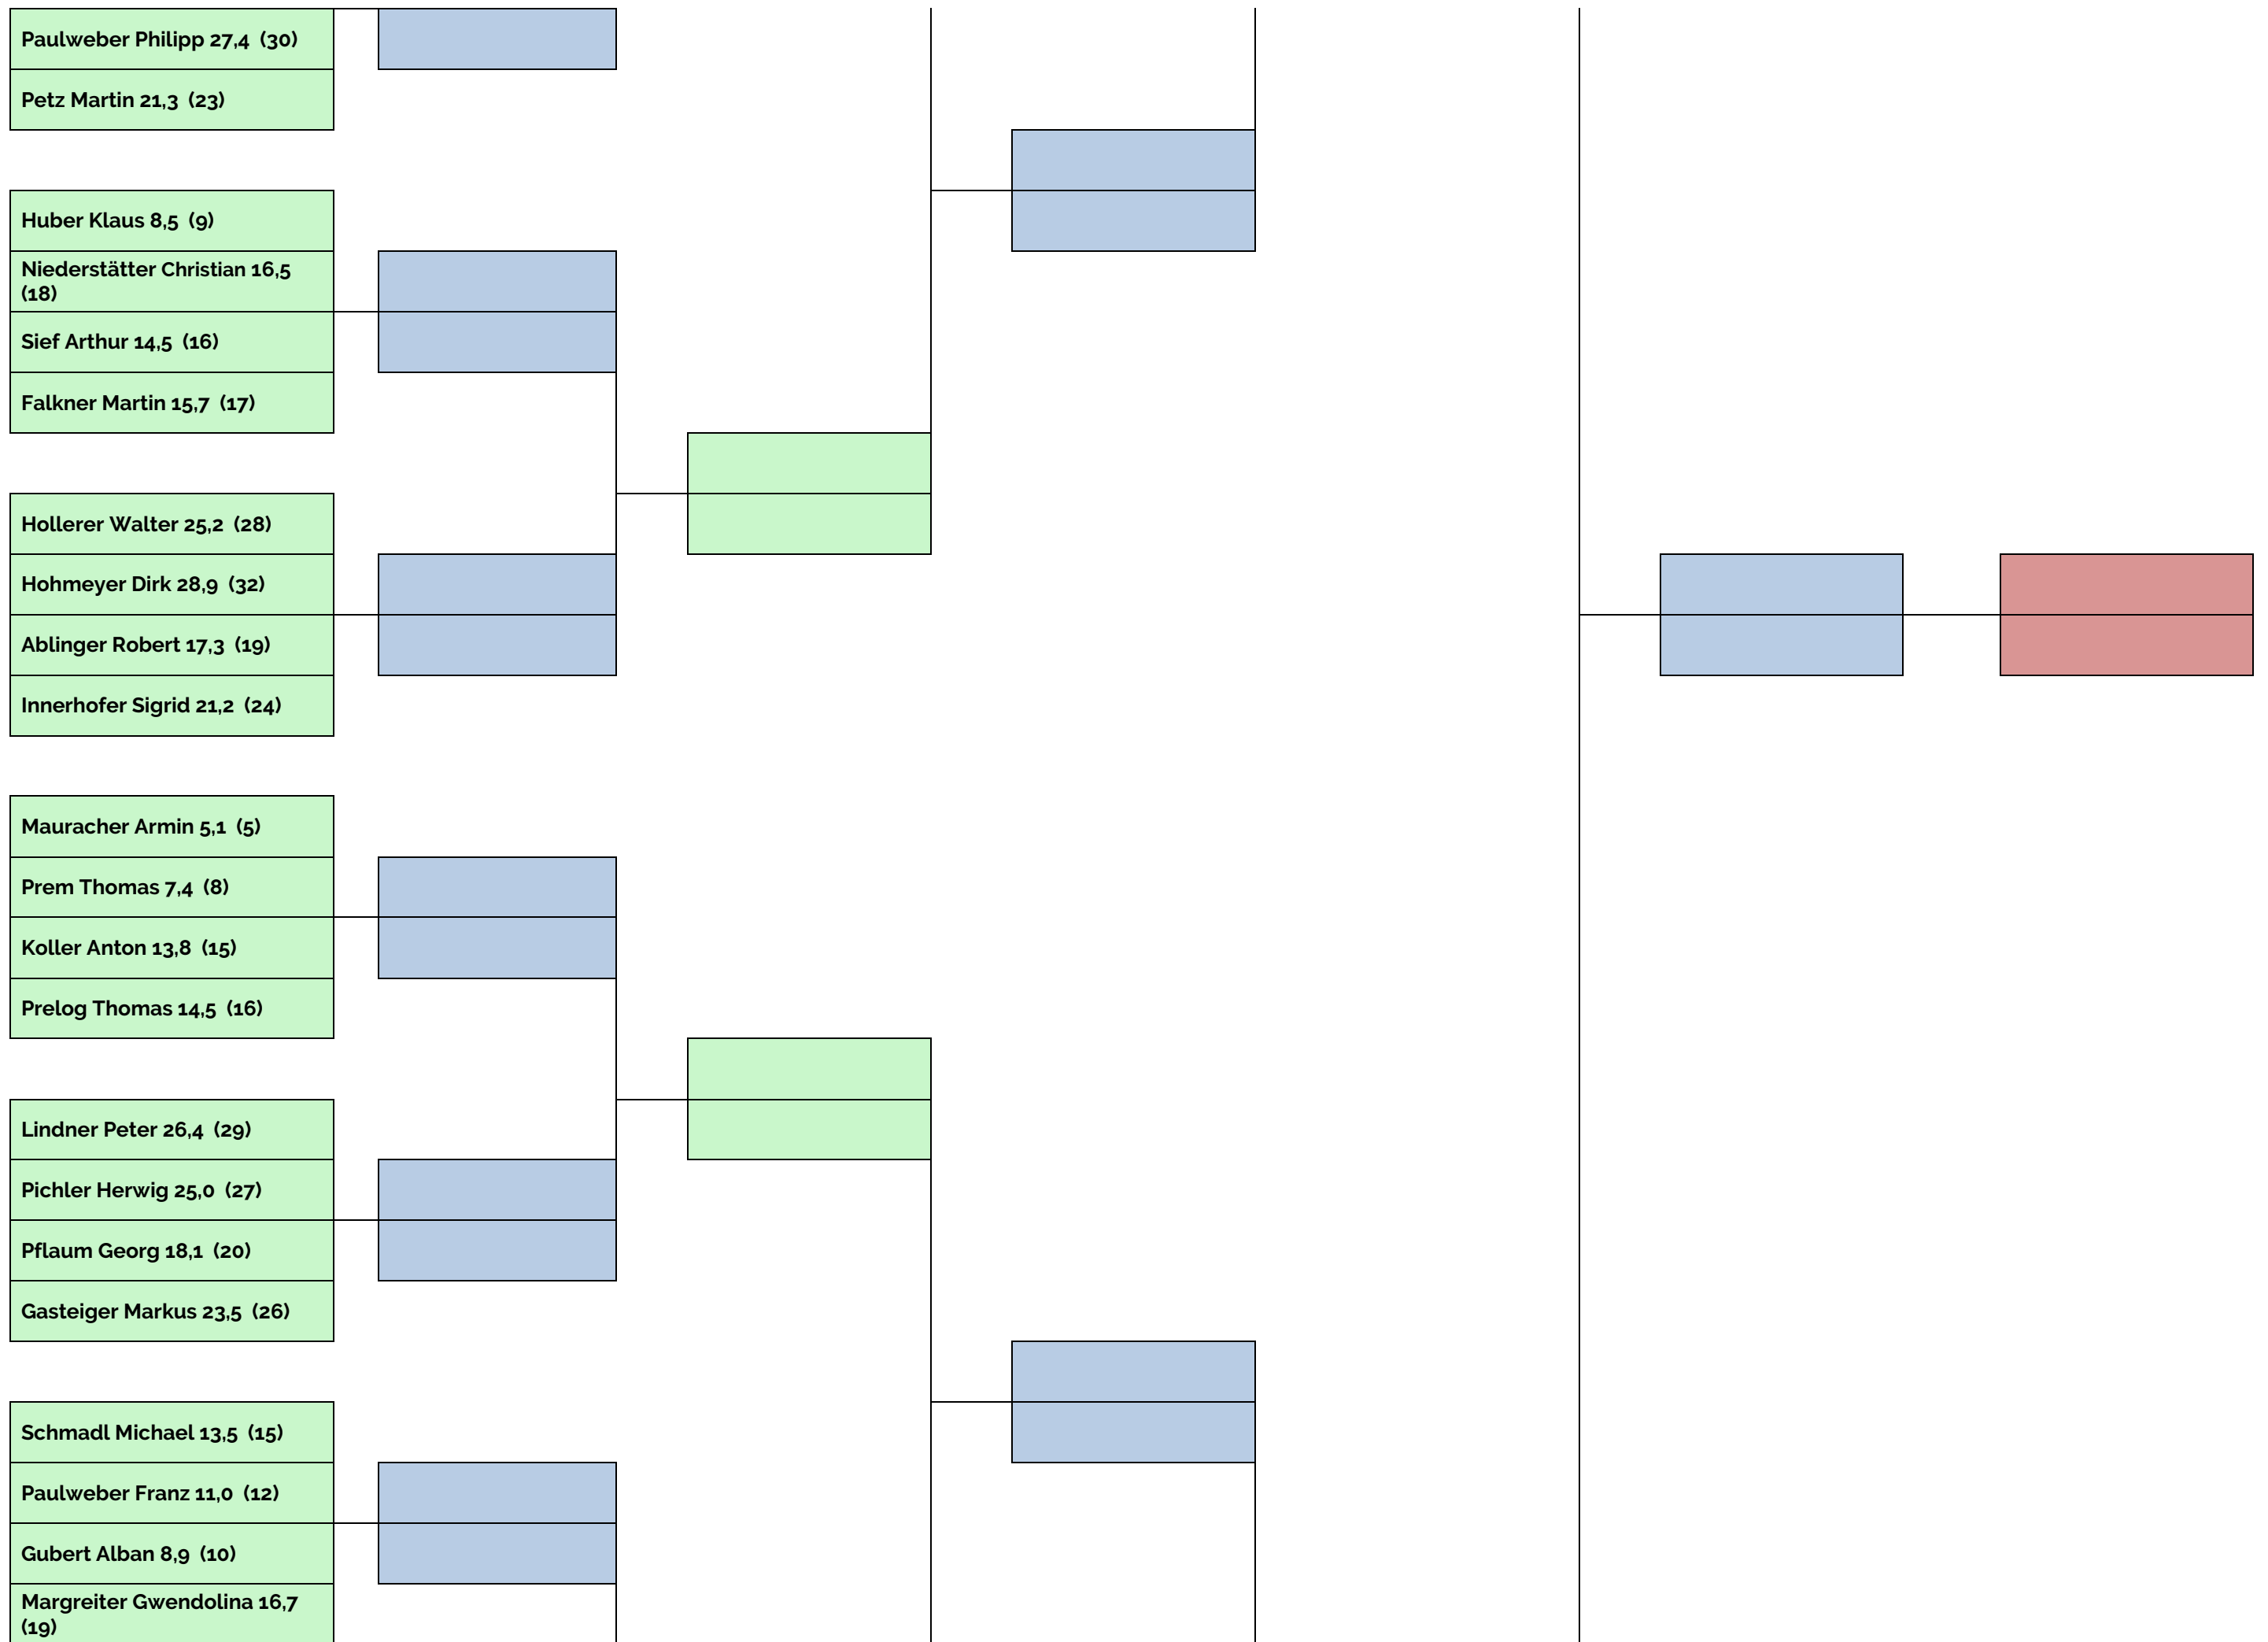 Paulweber Philipp 27,4 (30)
Petz Martin 21,3 (23)
Huber Klaus 8,5 (9)
Niederstätter Christian 16,5
(18)
Sief Arthur 14,5 (16)
Falkner Martin 15,7 (17)
Hollerer Walter 25,2 (28)
Hohmeyer Dirk 28,9 (32)
Ablinger Robert 17,3 (19)
Innerhofer Sigrid 21,2 (24)
Mauracher Armin 5,1 (5)
Prem Thomas 7,4 (8)
Koller Anton 13,8 (15)
Prelog Thomas 14,5 (16)
Lindner Peter 26,4 (29)
Pichler Herwig 25,0 (27)
Pflaum Georg 18,1 (20)
Gasteiger Markus 23,5 (26)
Schmadl Michael 13,5 (15)
Paulweber Franz 11,0 (12)
Gubert Alban 8,9 (10)
Margreiter Gwendolina 16,7
(19)